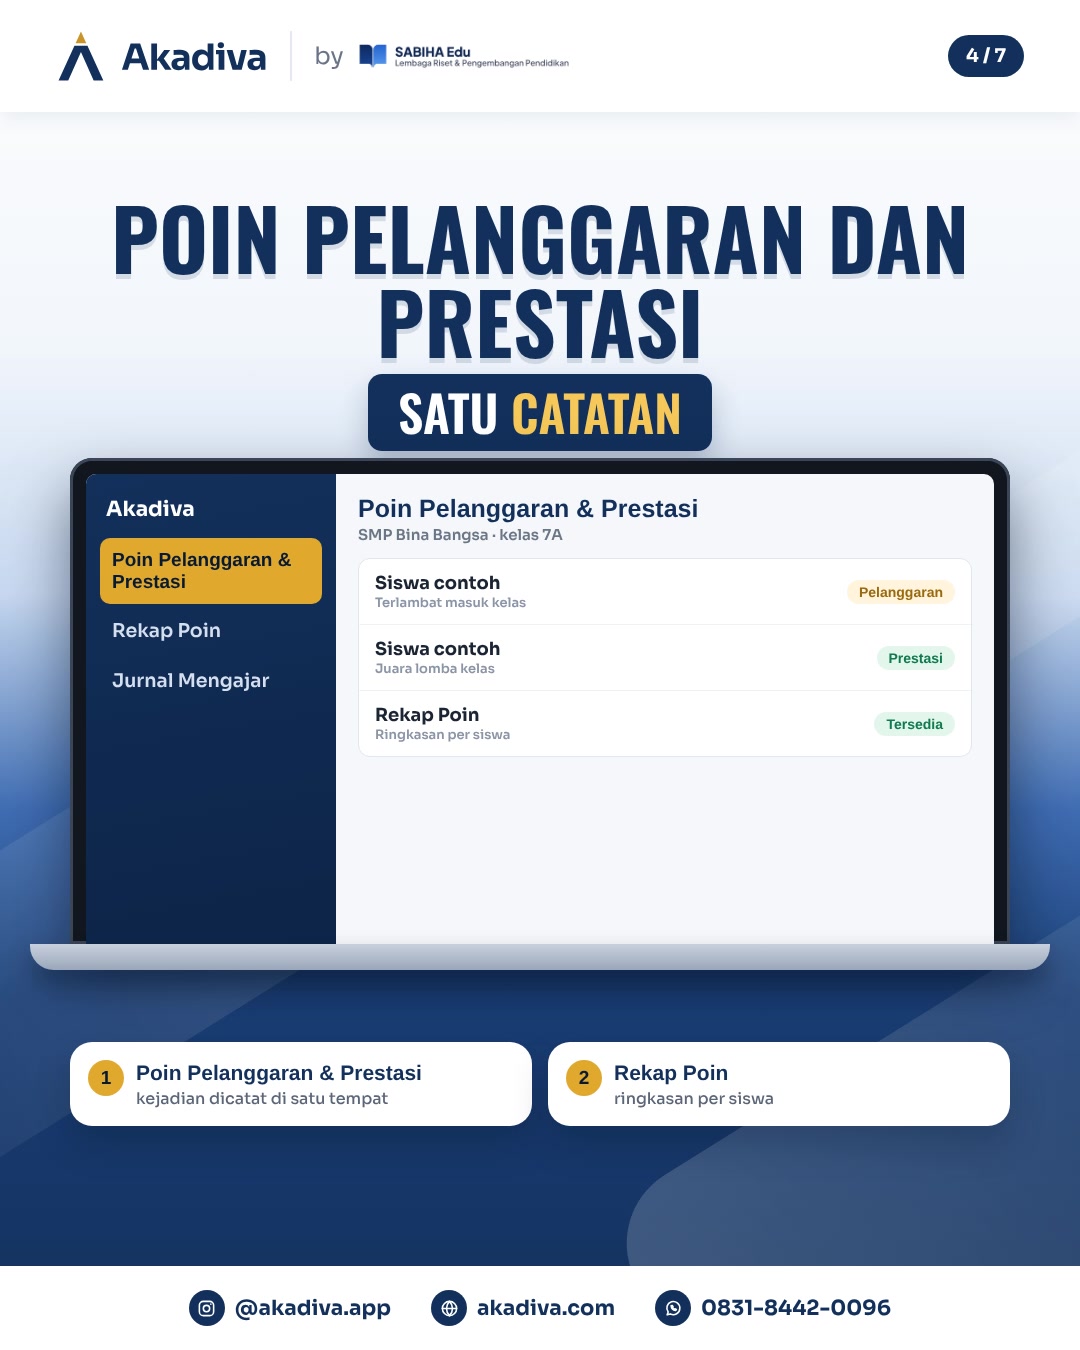 Akadiva
by
SABIHA Edu
Lembaga Riset & Pengembangan Pendidikan
4 / 7
POIN PELANGGARAN DAN
PRESTASI
SATU CATATAN
Akadiva
Poin Pelanggaran &
Prestasi
Rekap Poin
Jurnal Mengajar
Poin Pelanggaran & Prestasi
SMP Bina Bangsa · kelas 7A
Siswa contoh
Terlambat masuk kelas
Pelanggaran
Siswa contoh
Juara lomba kelas
Prestasi
Rekap Poin
Ringkasan per siswa
Tersedia
1
Poin Pelanggaran & Prestasi
kejadian dicatat di satu tempat
2
Rekap Poin
ringkasan per siswa
@akadiva.app
akadiva.com
0831-8442-0096